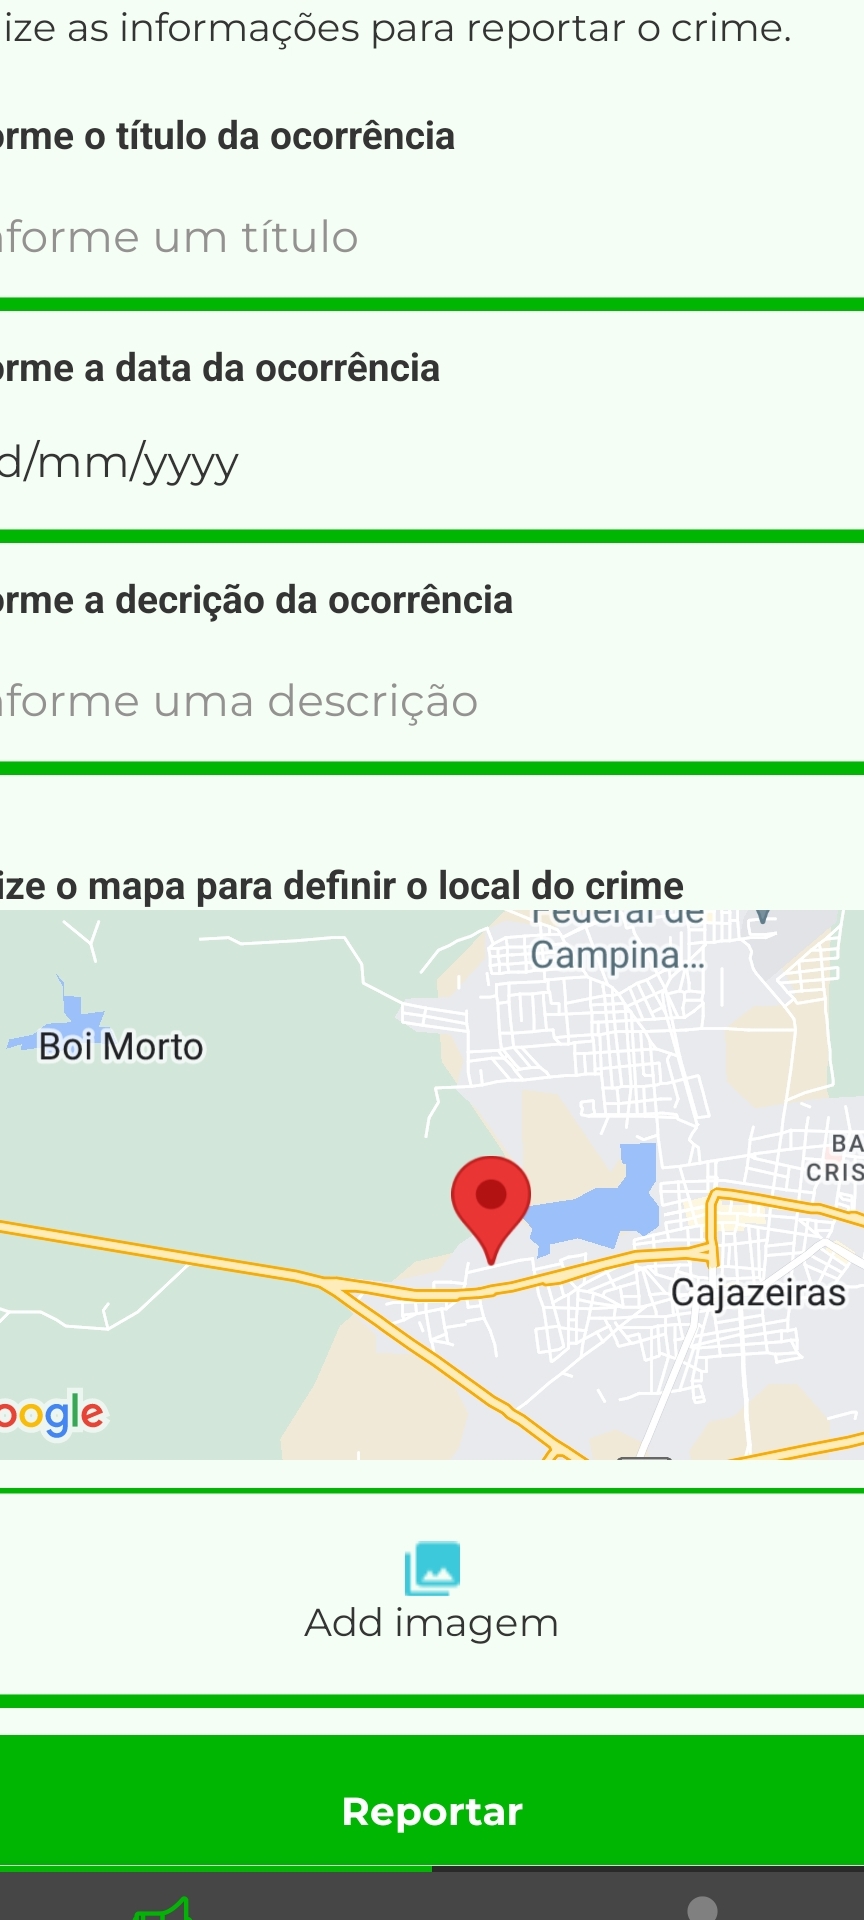 ize as informações para reportar o crime.
orme o título da ocorrência
nforme um título
orme a data da ocorrência
d/mm/yyyy
orme a decrição da ocorrência
nforme uma descrição
ize o mapa para definir o local do crime
Federal de
Campina...
Boi Morto
BA
CRIS
Cajazeiras
oogle
Add imagem
Reportar